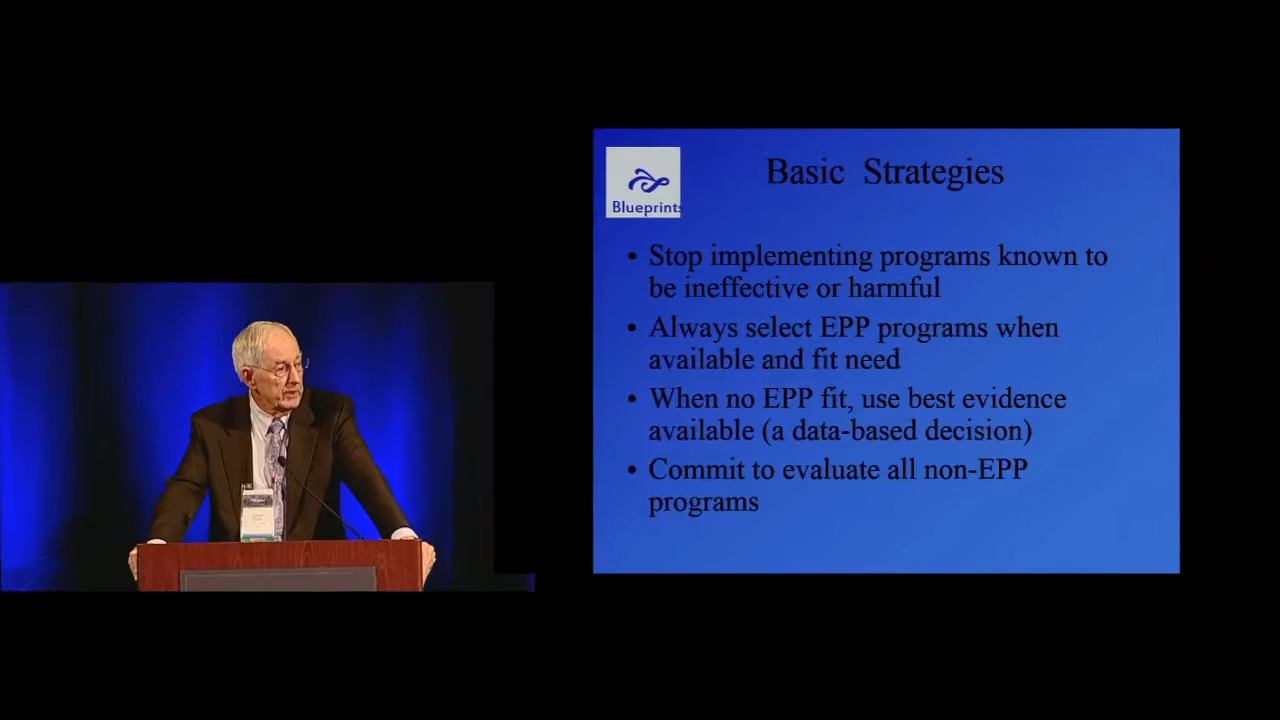 Blueprints
Basic Strategies
• Stop implementing programs known to
be ineffective or harmful
• Always select EPP programs when
available and fit need
• When no EPP fit, use best evidence
available (a data-based decision)
• Commit to evaluate all non-EPP
programs